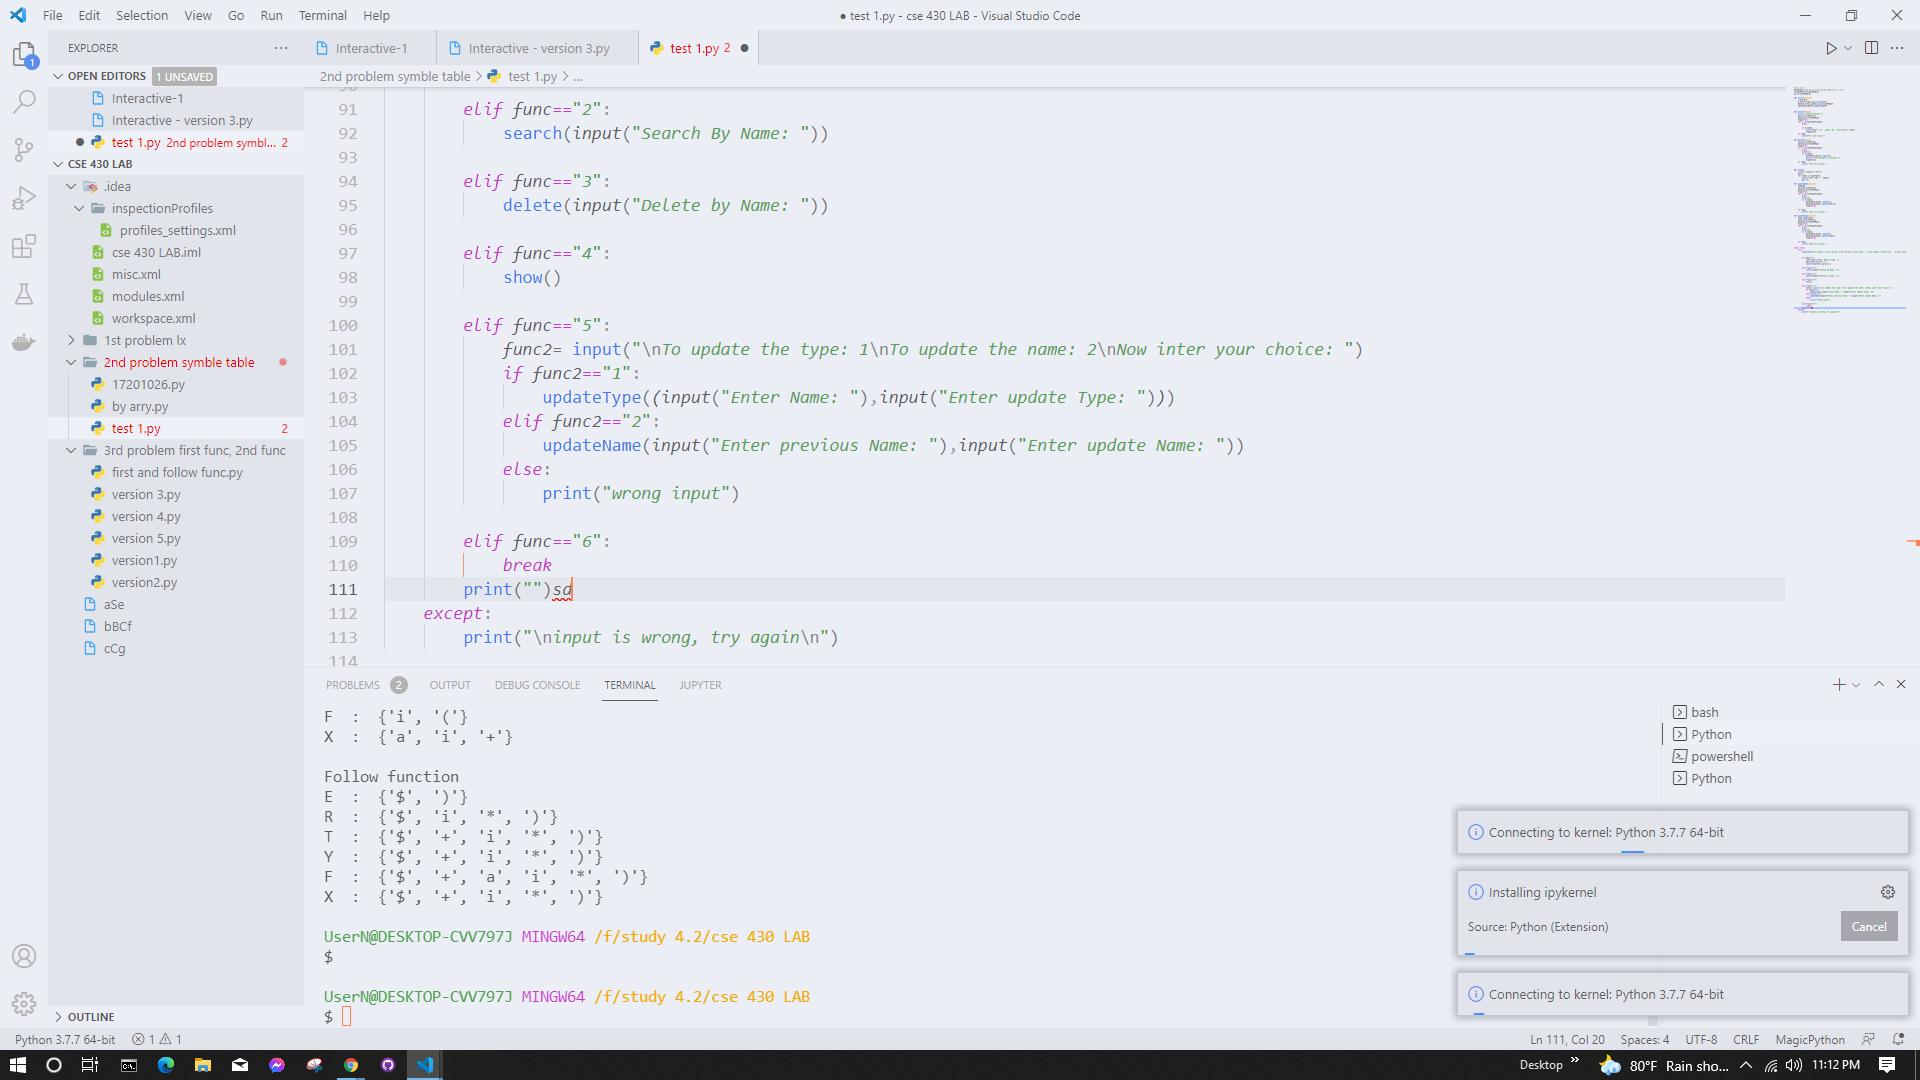 File Edit Selection View Go Run Terminal Help
● test 1.py - cse 430 LAB - Visual Studio Code
EXPLORER
OPEN EDITORS 1 UNSAVED
Interactive-1
Interactive - version 3.py
test 1.py 2nd problem symbl... 2
CSE 430 LAB
.idea
inspectionProfiles
profiles_settings.xml
cse 430 LAB.iml
misc.xml
modules.xml
workspace.xml
1st problem lx
2nd problem symble table
17201026.py
by arry.py
test 1.py 2
3rd problem first func, 2nd func
first and follow func.py
version 3.py
version 4.py
version 5.py
version1.py
version2.py
aSe
bBCf
cCg
OUTLINE
Interactive-1 Interactive - version 3.py test 1.py 2
2nd problem symble table > test 1.py > ...
90
91 elif func=="2":
92 search(input("Search By Name: "))
93
94 elif func=="3":
95 delete(input("Delete by Name: "))
96
97 elif func=="4":
98 show()
99
100 elif func=="5":
101 func2= input("\nTo update the type: 1\nTo update the name: 2\nNow inter your choice: ")
102 if func2=="1":
103 updateType((input("Enter Name: "),input("Enter update Type: ")))
104 elif func2=="2":
105 updateName(input("Enter previous Name: "),input("Enter update Name: "))
106 else:
107 print("wrong input")
108
109 elif func=="6":
110 break
111 print("")sd
112 except:
113 print("\ninput is wrong, try again\n")
114
PROBLEMS 2 OUTPUT DEBUG CONSOLE TERMINAL JUPYTER
F : {'i', '('}
X : {'a', 'i', '+'}
Follow function
E : {'$', ')'}
R : {'$', 'i', '*', ')'}
T : {'$', '+', 'i', '*', ')'}
Y : {'$', '+', 'i', '*', ')'}
F : {'$', '+', 'a', 'i', '*', ')'}
X : {'$', '+', 'i', '*', ')'}
UserN@DESKTOP-CVV797J MINGW64 /f/study 4.2/cse 430 LAB
$
UserN@DESKTOP-CVV797J MINGW64 /f/study 4.2/cse 430 LAB
$
bash
Python
powershell
Python
Connecting to kernel: Python 3.7.7 64-bit
Installing ipykernel
Source: Python (Extension) Cancel
Connecting to kernel: Python 3.7.7 64-bit
1
Python 3.7.7 64-bit 1 1 Ln 111, Col 20 Spaces: 4 UTF-8 CRLF MagicPython
Desktop 80°F Rain sho... 11:12 PM